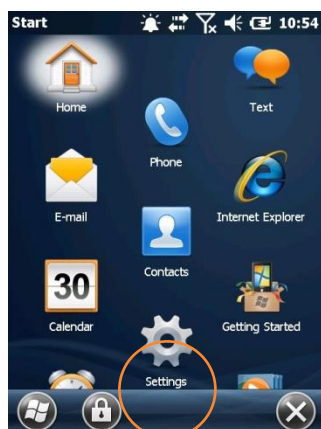 Start 10:54
Home
Text
Phone
E-mail
Internet Explorer
Contacts
30
Calendar
Getting Started
Settings